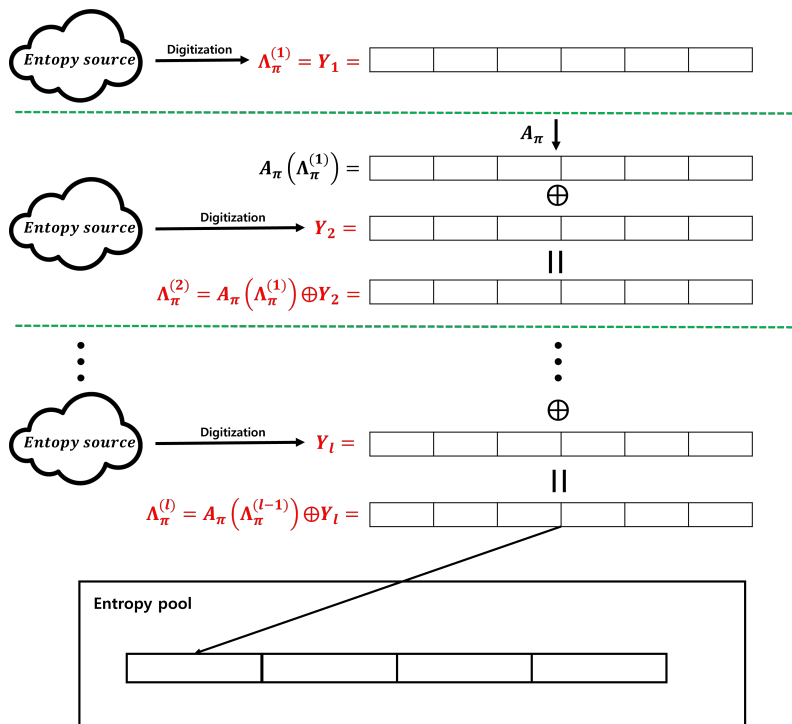 Entopy source
Digitization
Λ_π^{(1)} = Y_1 =
A_π
A_π(Λ_π^{(1)}) =
⊕
Entopy source
Digitization
Y_2 =
Λ_π^{(2)} = A_π(Λ_π^{(1)})⊕Y_2 =
⊕
Entopy source
Digitization
Y_l =
Λ_π^{(l)} = A_π(Λ_π^{(l-1)})⊕Y_l =
Entropy pool